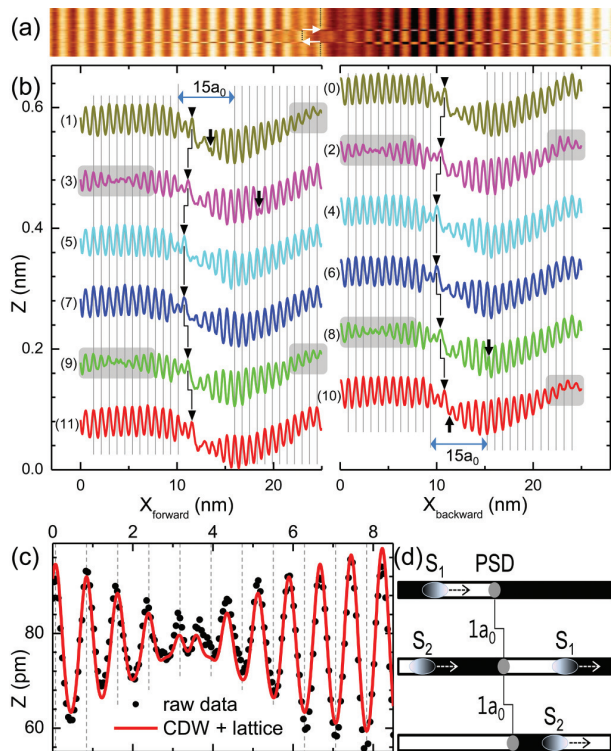 (a)
(b)
15a0
(1)
(3)
(5)
(7)
(9)
(11)
Z (nm)
0.6
0.4
0.2
0.0
0
10
20
Xforward (nm)
(0)
(2)
(4)
(6)
(8)
(10)
15a0
0
10
20
Xbackward (nm)
(c)
0 2 4 6 8
Z (pm)
80
60
raw data
CDW + lattice
(d)
S1 PSD
1a0
S2 S1
1a0
S2